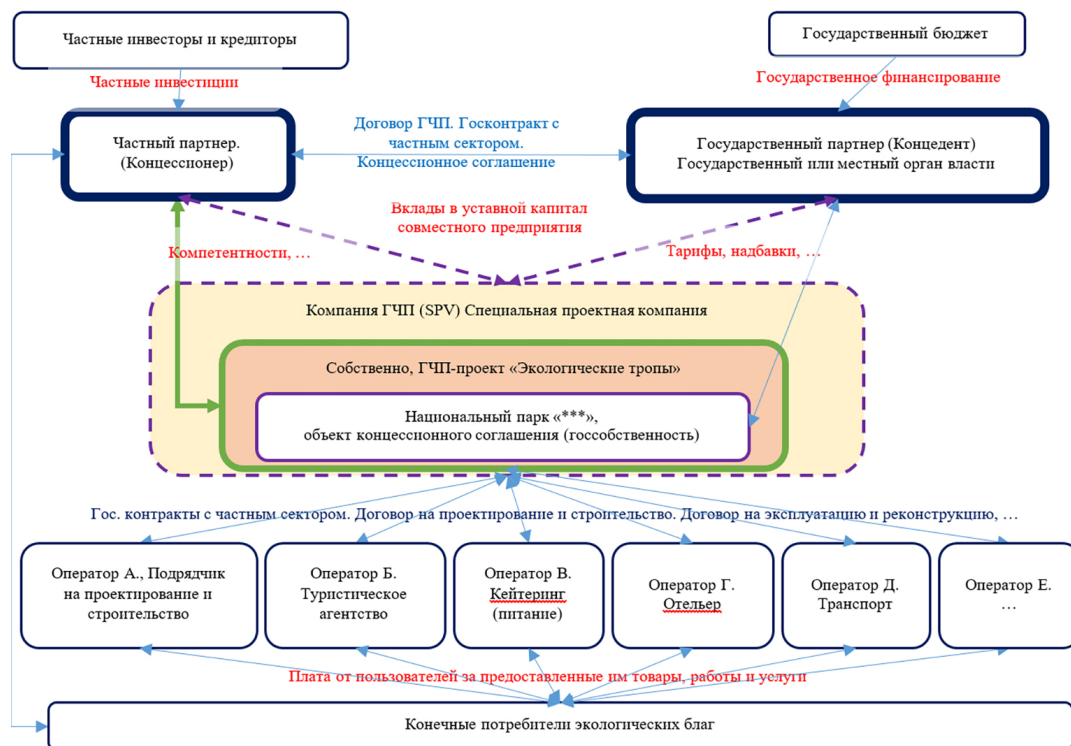 Частные инвесторы и кредиторы
Государственный бюджет
Частные инвестиции
Государственное финансирование
Частный партнер.
(Концессионер)
Договор ГЧП. Госконтракт с
частным сектором.
Концессионное соглашение
Государственный партнер (Концедент)
Государственный или местный орган власти
Вклады в уставной капитал
совместного предприятия
Компетентности, ...
Тарифы, надбавки, ...
Компания ГЧП (SPV) Специальная проектная компания
Собственно, ГЧП-проект «Экологические тропы»
Национальный парк «***»,
объект концессионного соглашения (госсобственность)
Гос. контракты с частным сектором. Договор на проектирование и строительство. Договор на эксплуатацию и реконструкцию, ...
Оператор А., Подрядчик
на проектирование и
строительство
Оператор Б.
Туристическое
агентство
Оператор В.
Кейтеринг
(питание)
Оператор Г.
Отельер
Оператор Д.
Транспорт
Оператор Е.
...
Плата от пользователей за предоставленные им товары, работы и услуги
Конечные потребители экологических благ